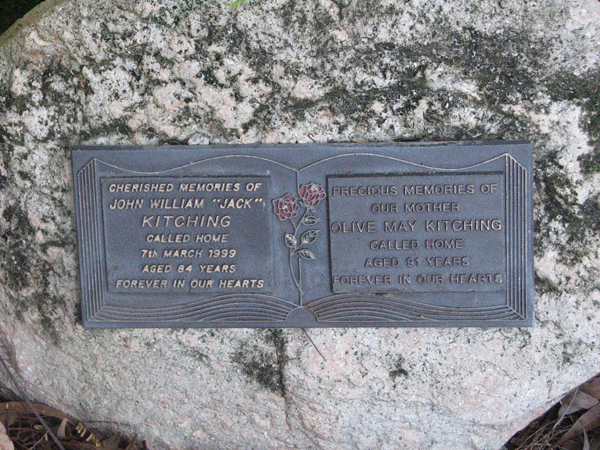 CHERISHED MEMORIES OF
JOHN WILLIAM "JACK"
KITCHING
CALLED HOME
7th MARCH 1999
AGED 84 YEARS
FOREVER IN OUR HEARTS
PRECIOUS MEMORIES OF
OUR MOTHER
OLIVE MAY KITCHING
CALLED HOME
AGED 91 YEARS
FOREVER IN OUR HEARTS